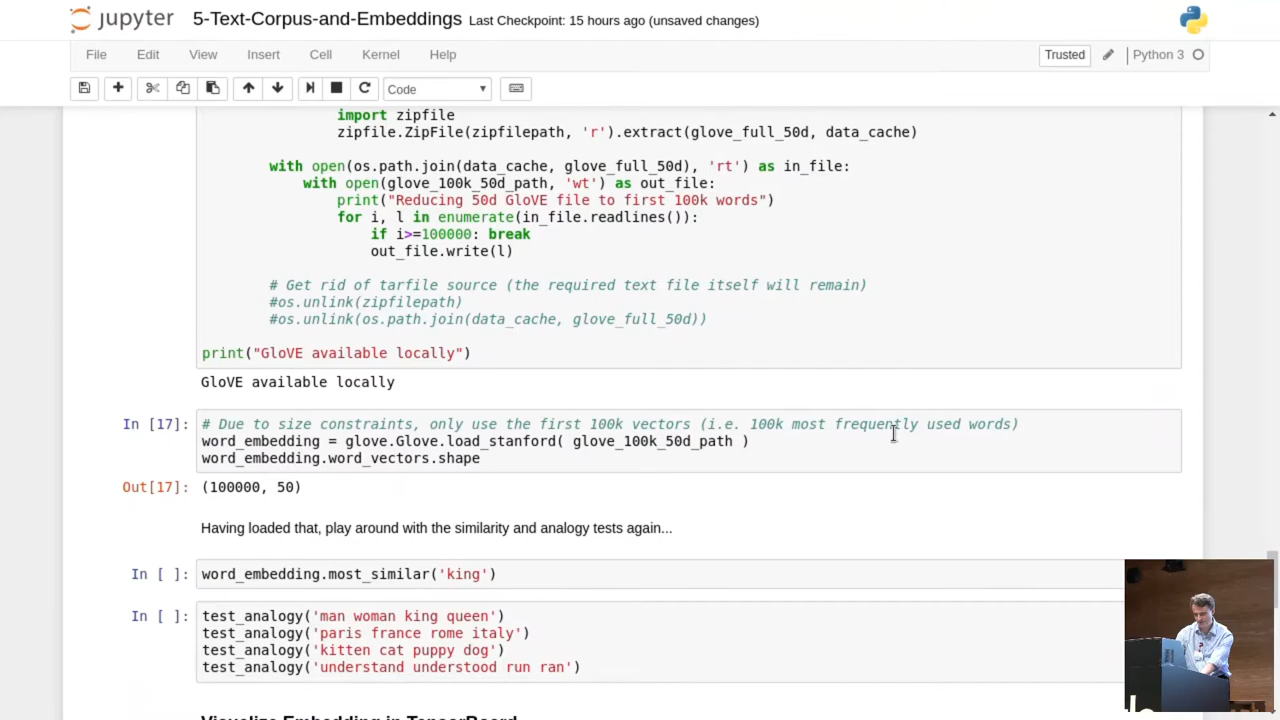 jupyter 5-Text-Corpus-and-Embeddings Last Checkpoint: 15 hours ago (unsaved changes)
File Edit View Insert Cell Kernel Help Trusted Python 3
Code
import zipfile
zipfile.ZipFile(zipfilepath, 'r').extract(glove_full_50d, data_cache)
with open(os.path.join(data_cache, glove_full_50d), 'rt') as in_file:
with open(glove_100k_50d_path, 'wt') as out_file:
print("Reducing 50d GloVE file to first 100k words")
for i, l in enumerate(in_file.readlines()):
if i>=100000: break
out_file.write(l)
# Get rid of tarfile source (the required text file itself will remain)
#os.unlink(zipfilepath)
#os.unlink(os.path.join(data_cache, glove_full_50d))
print("GloVE available locally")
GloVE available locally
In [17]: # Due to size constraints, only use the first 100k vectors (i.e. 100k most frequently used words)
word_embedding = glove.Glove.load_stanford( glove_100k_50d_path )
word_embedding.word_vectors.shape
Out[17]: (100000, 50)
Having loaded that, play around with the similarity and analogy tests again...
In [ ]: word_embedding.most_similar('king')
In [ ]: test_analogy('man woman king queen')
test_analogy('paris france rome italy')
test_analogy('kitten cat puppy dog')
test_analogy('understand understood run ran')
Visualize Embedding in TensorBoard